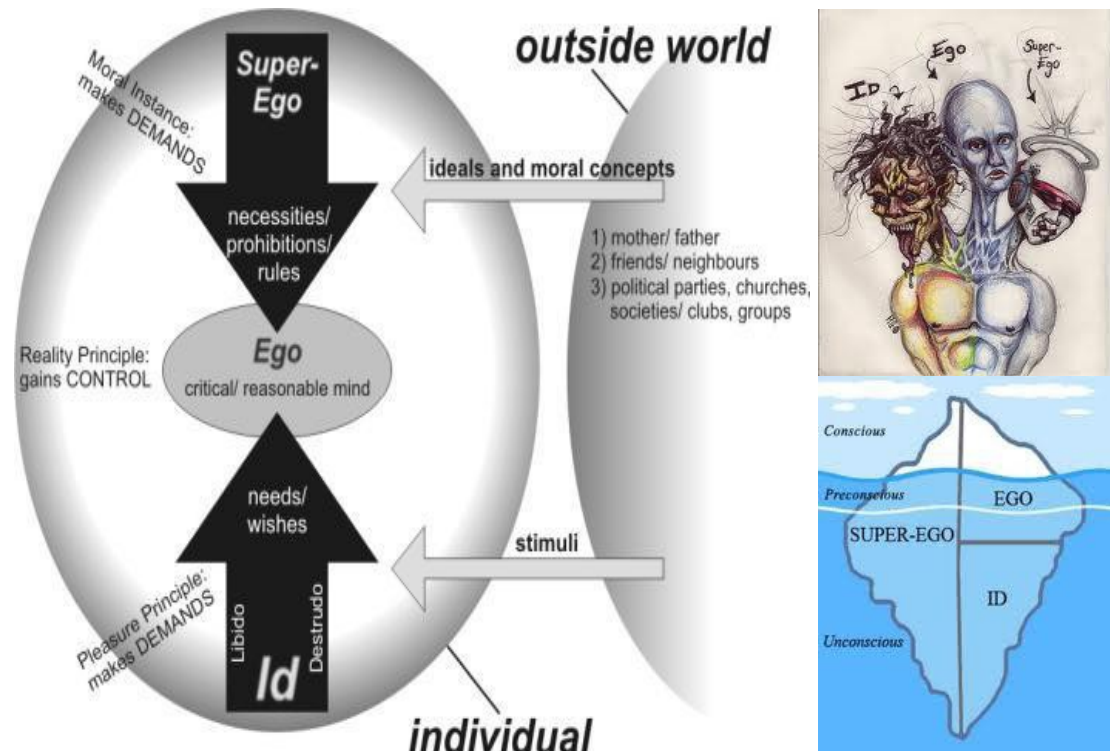 Super-
Ego
Moral Instance:
makes DEMANDS
necessities/
prohibitions/
rules
Reality Principle:
gains CONTROL
Ego
critical/ reasonable mind
needs/
wishes
Pleasure Principle:
makes DEMANDS
Libido
Destrudo
Id
individual
outside world
ideals and moral concepts
1) mother/ father
2) friends/ neighbours
3) political parties, churches,
societies/ clubs, groups
stimuli
ID
Ego
Super-
Ego
Conscious
Preconscious
EGO
SUPER-EGO
ID
Unconscious